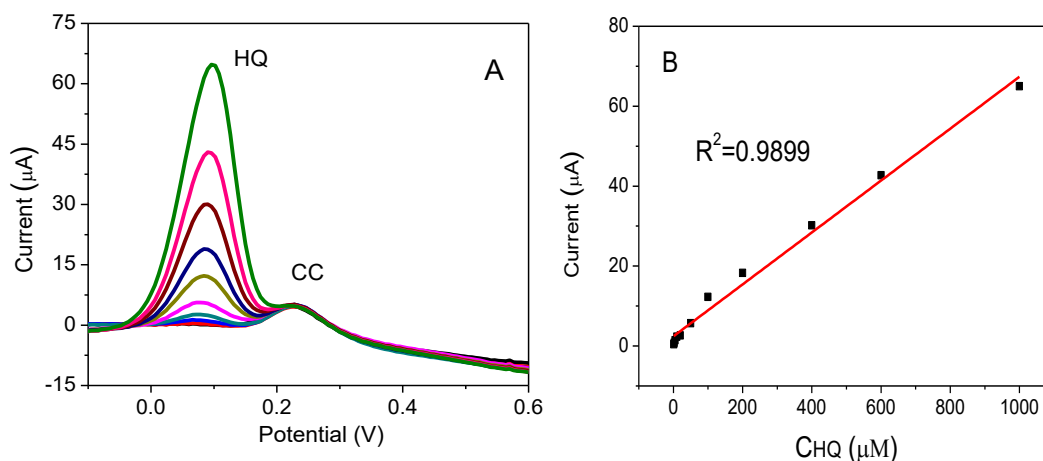 75
60
45
30
15
0
-15
Current (μA)
HQ
CC
A
0.0 0.2 0.4 0.6
Potential (V)
80
60
40
20
0
Current (μA)
B
R²=0.9899
0 200 400 600 800 1000
CHQ (μM)